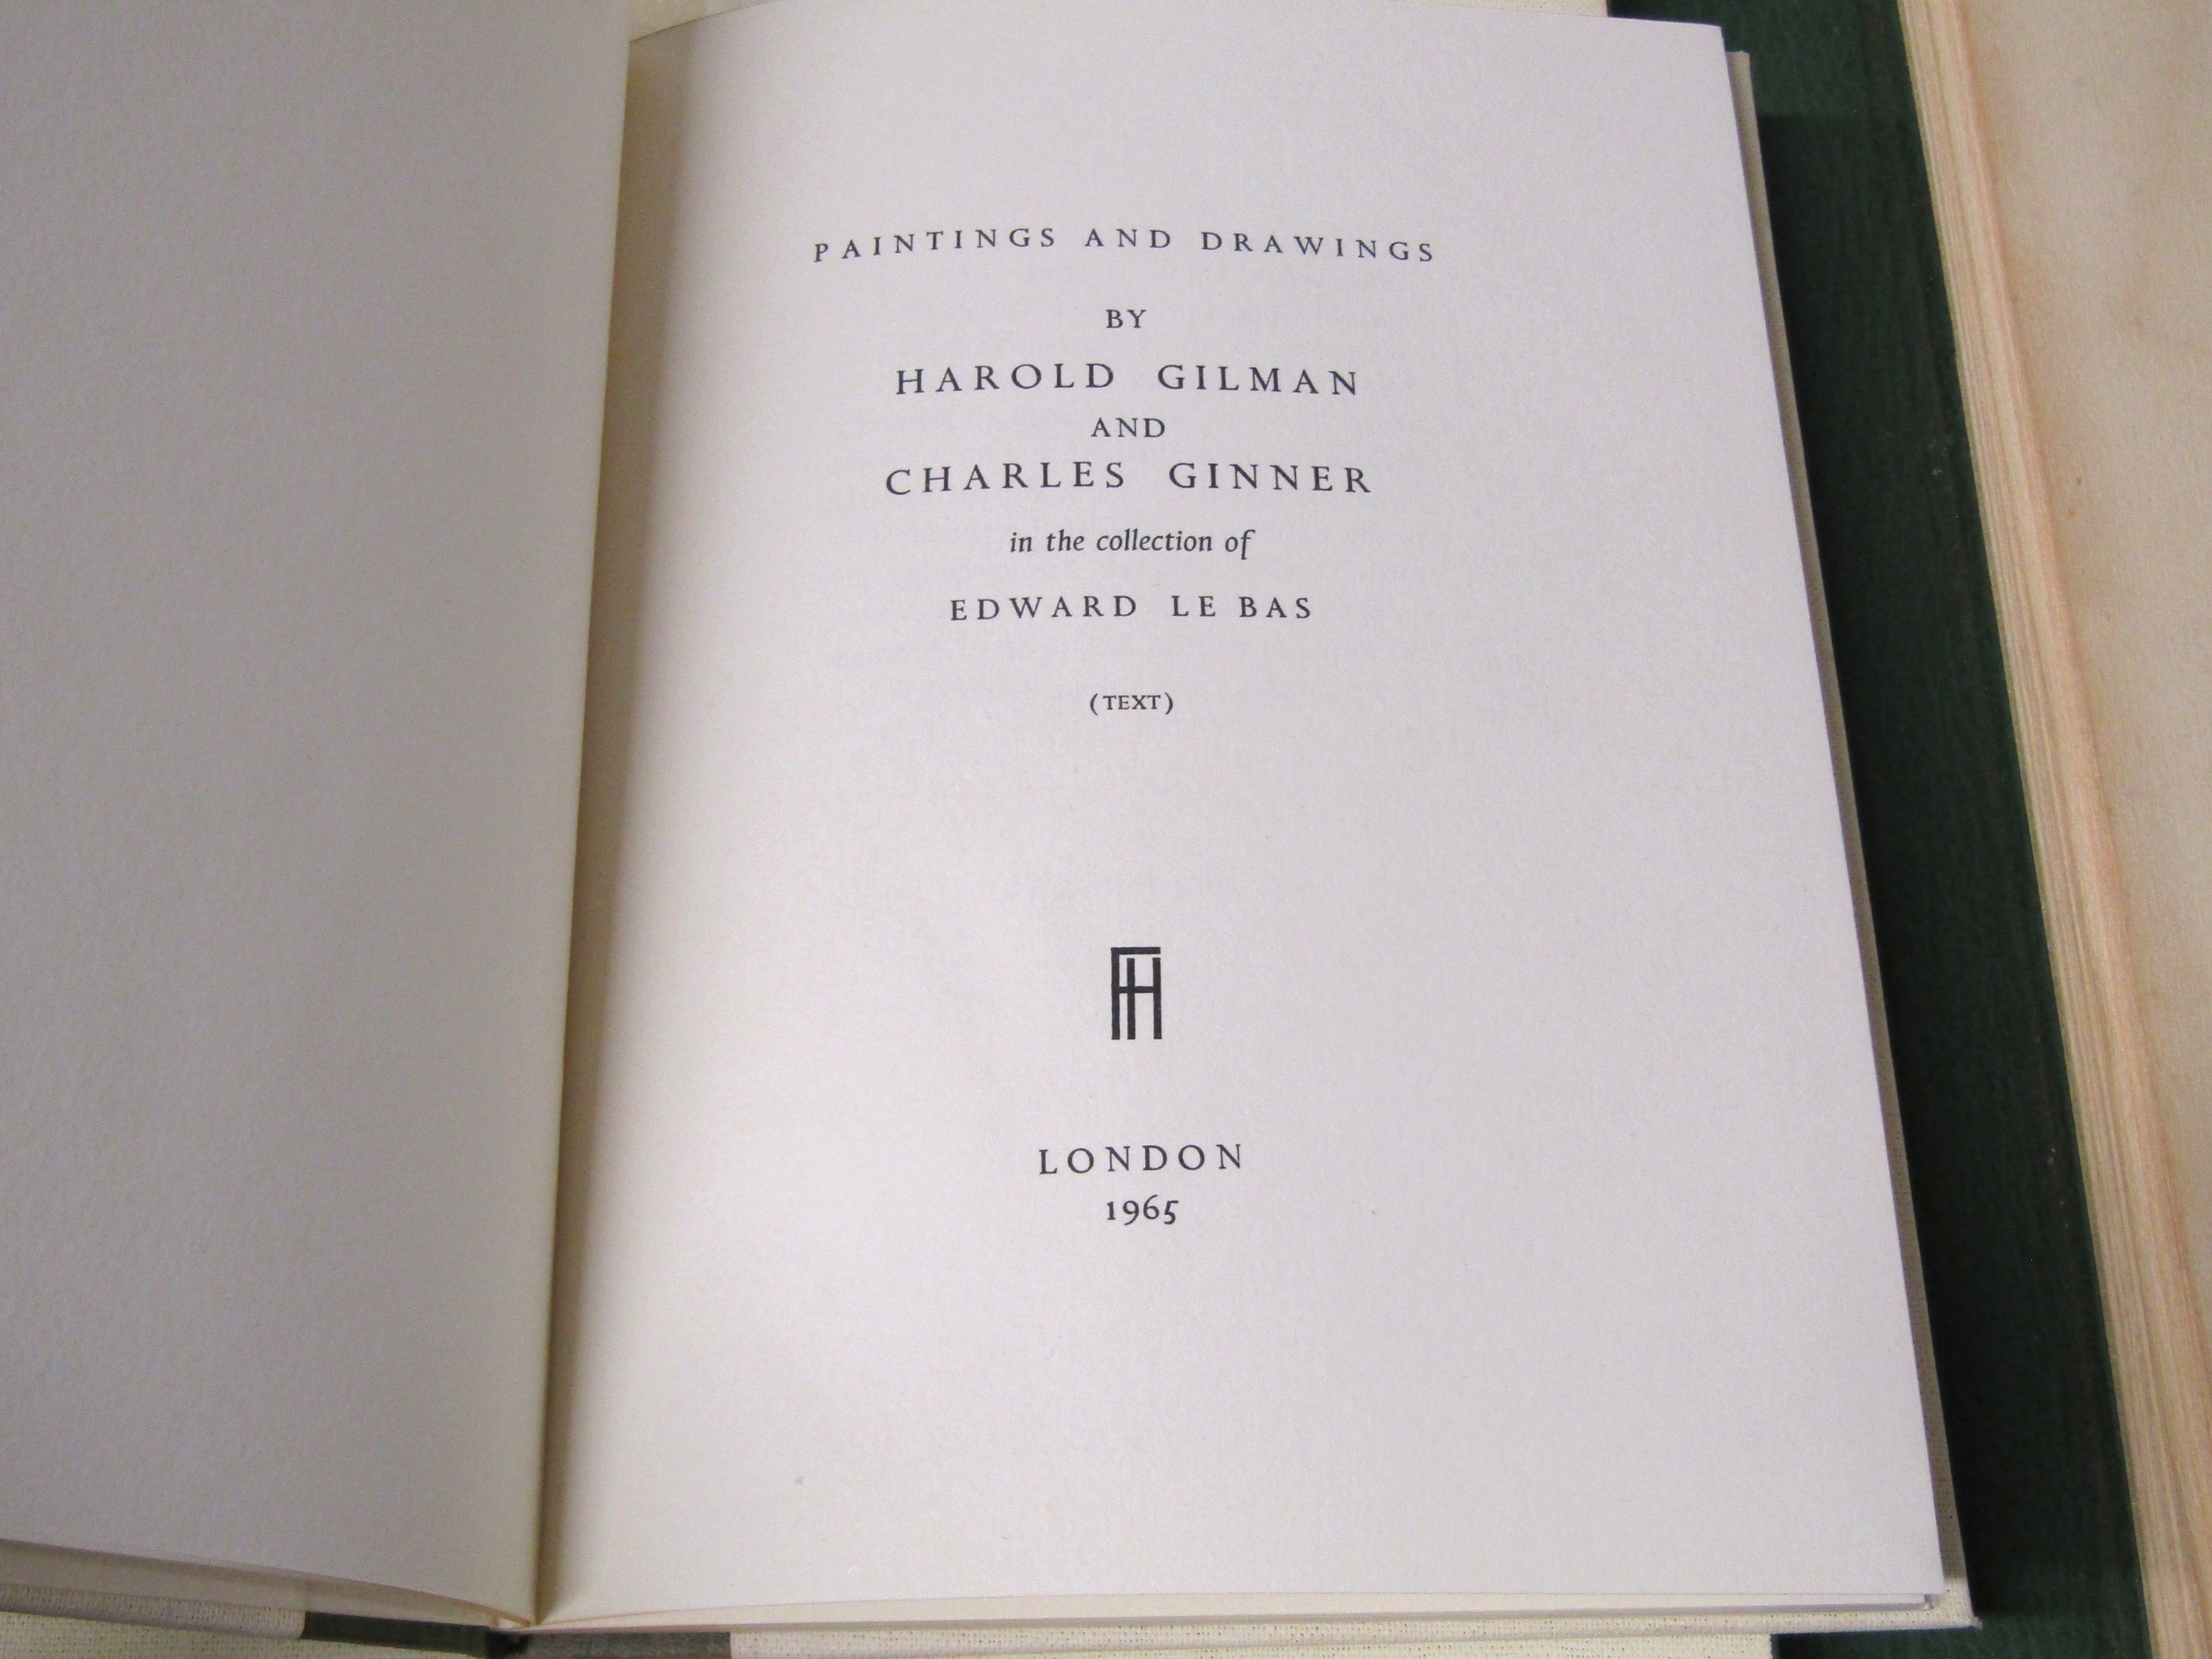 PAINTINGS AND DRAWINGS
BY
HAROLD GILMAN
AND
CHARLES GINNER
in the collection of
EDWARD LE BAS
(TEXT)
FH
LONDON
1965